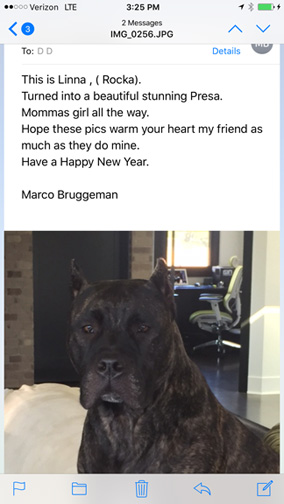 Verizon LTE 3:25 PM
3 2 Messages
IMG_0256.JPG
To: D D Details MB
This is Linna , ( Rocka).
Turned into a beautiful stunning Presa.
Mommas girl all the way.
Hope these pics warm your heart my friend as
much as they do mine.
Have a Happy New Year.
Marco Bruggeman